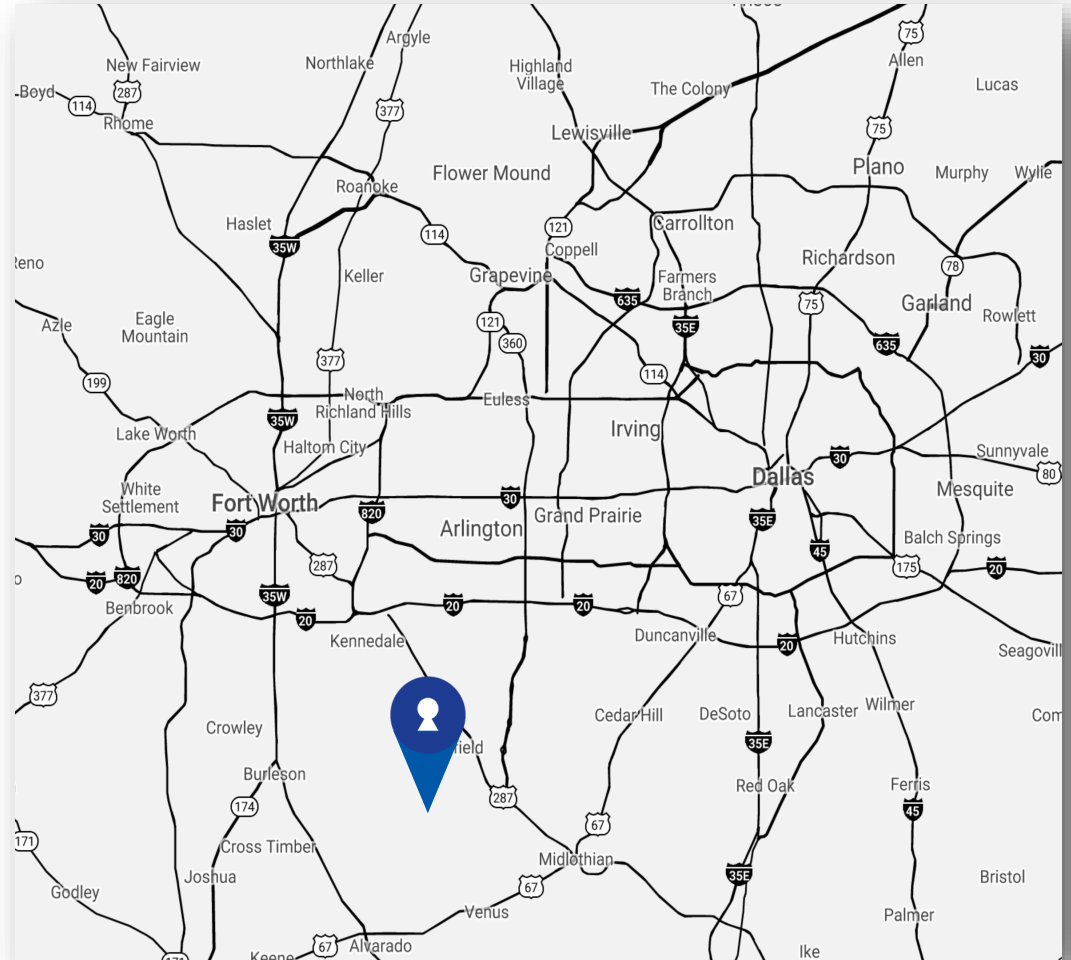 Argyle
75
New Fairview
Northlake
Highland
Village
Allen
Boyd
114
287
The Colony
Lucas
377
Rhome
Lewisville
75
Plano
Flower Mound
Murphy
Wylie
Roanoke
Haslet
114
121
Carrollton
35W
Coppell
Richardson
78
Keller
Grapevine
Farmers
Branch
635
75
Garland
Rowlett
Azle
Eagle
Mountain
121
360
35E
635
30
377
114
199
North
Richland Hills
Euless
35W
Lake Worth
Haltom City
Irving
30
Sunnyvale
80
White
Settlement
Fort Worth
30
Dallas
Mesquite
820
Arlington
Grand Prairie
35E
30
30
45
Balch Springs
287
175
20
20
820
Benbrook
35W
20
20
20
67
Kennedale
Duncanville
20
Hutchins
377
Crowley
Cedar Hill
DeSoto
Lancaster
Wilmer
35E
Burleson
174
287
Red Oak
Ferris
45
67
171
Cross Timber
Midlothian
Joshua
35E
Godley
67
Bristol
Venus
Palmer
67
Alvarado
Ike